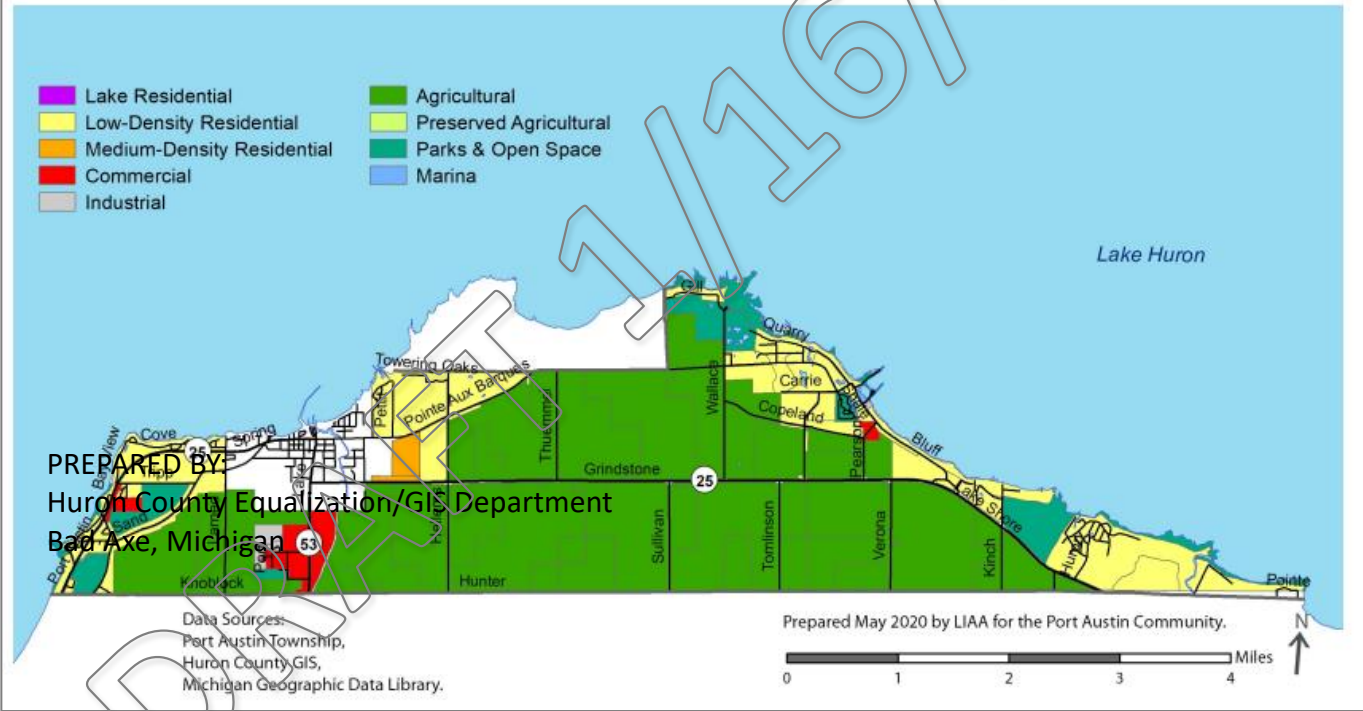 Lake Residential
Low-Density Residential
Medium-Density Residential
Commercial
Industrial
Agricultural
Preserved Agricultural
Parks & Open Space
Marina
DRAFT 1/16/
Lake Huron
Gill
Quarry
Towering Oaks
Pointe Aux Barques
Wallace
Carrie
Copeland
Pearson
Cove
25
Spring
Bluff
Grindstone
25
Lake Shore
Sand
53
Sullivan
Tomlinson
Verona
Kinch
Knoblock
Hunter
Pointe
PREPARED BY:
Huron County Equalization/GIS Department
Bad Axe, Michigan
Data Sources:
Port Austin Township,
Huron County GIS,
Michigan Geographic Data Library.
Prepared May 2020 by LIAA for the Port Austin Community.
N
Miles
0 1 2 3 4